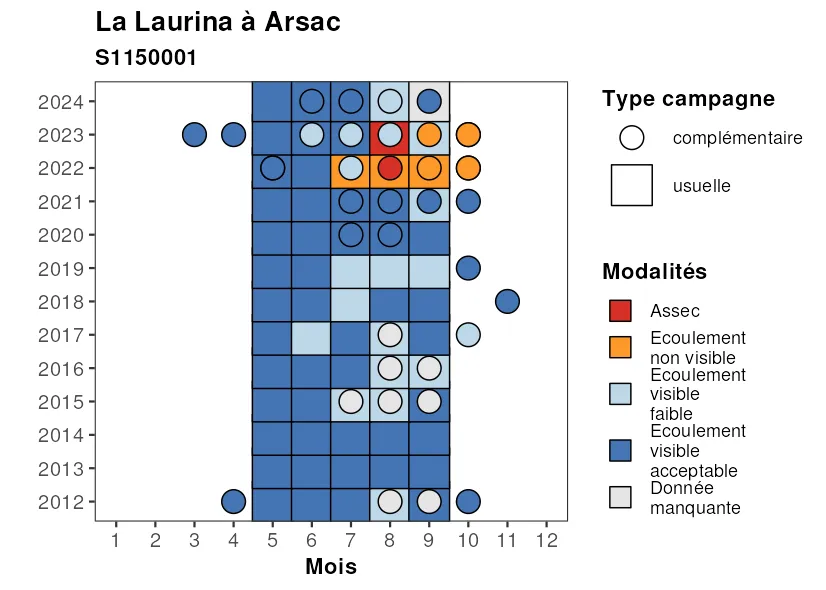 La Laurina à Arsac
S1150001
2024
2023
2022
2021
2020
2019
2018
2017
2016
2015
2014
2013
2012
1 2 3 4 5 6 7 8 9 10 11 12
Mois
Type campagne
complémentaire
usuelle
Modalités
Assec
Ecoulement
non visible
Ecoulement
visible
faible
Ecoulement
visible
acceptable
Donnée
manquante